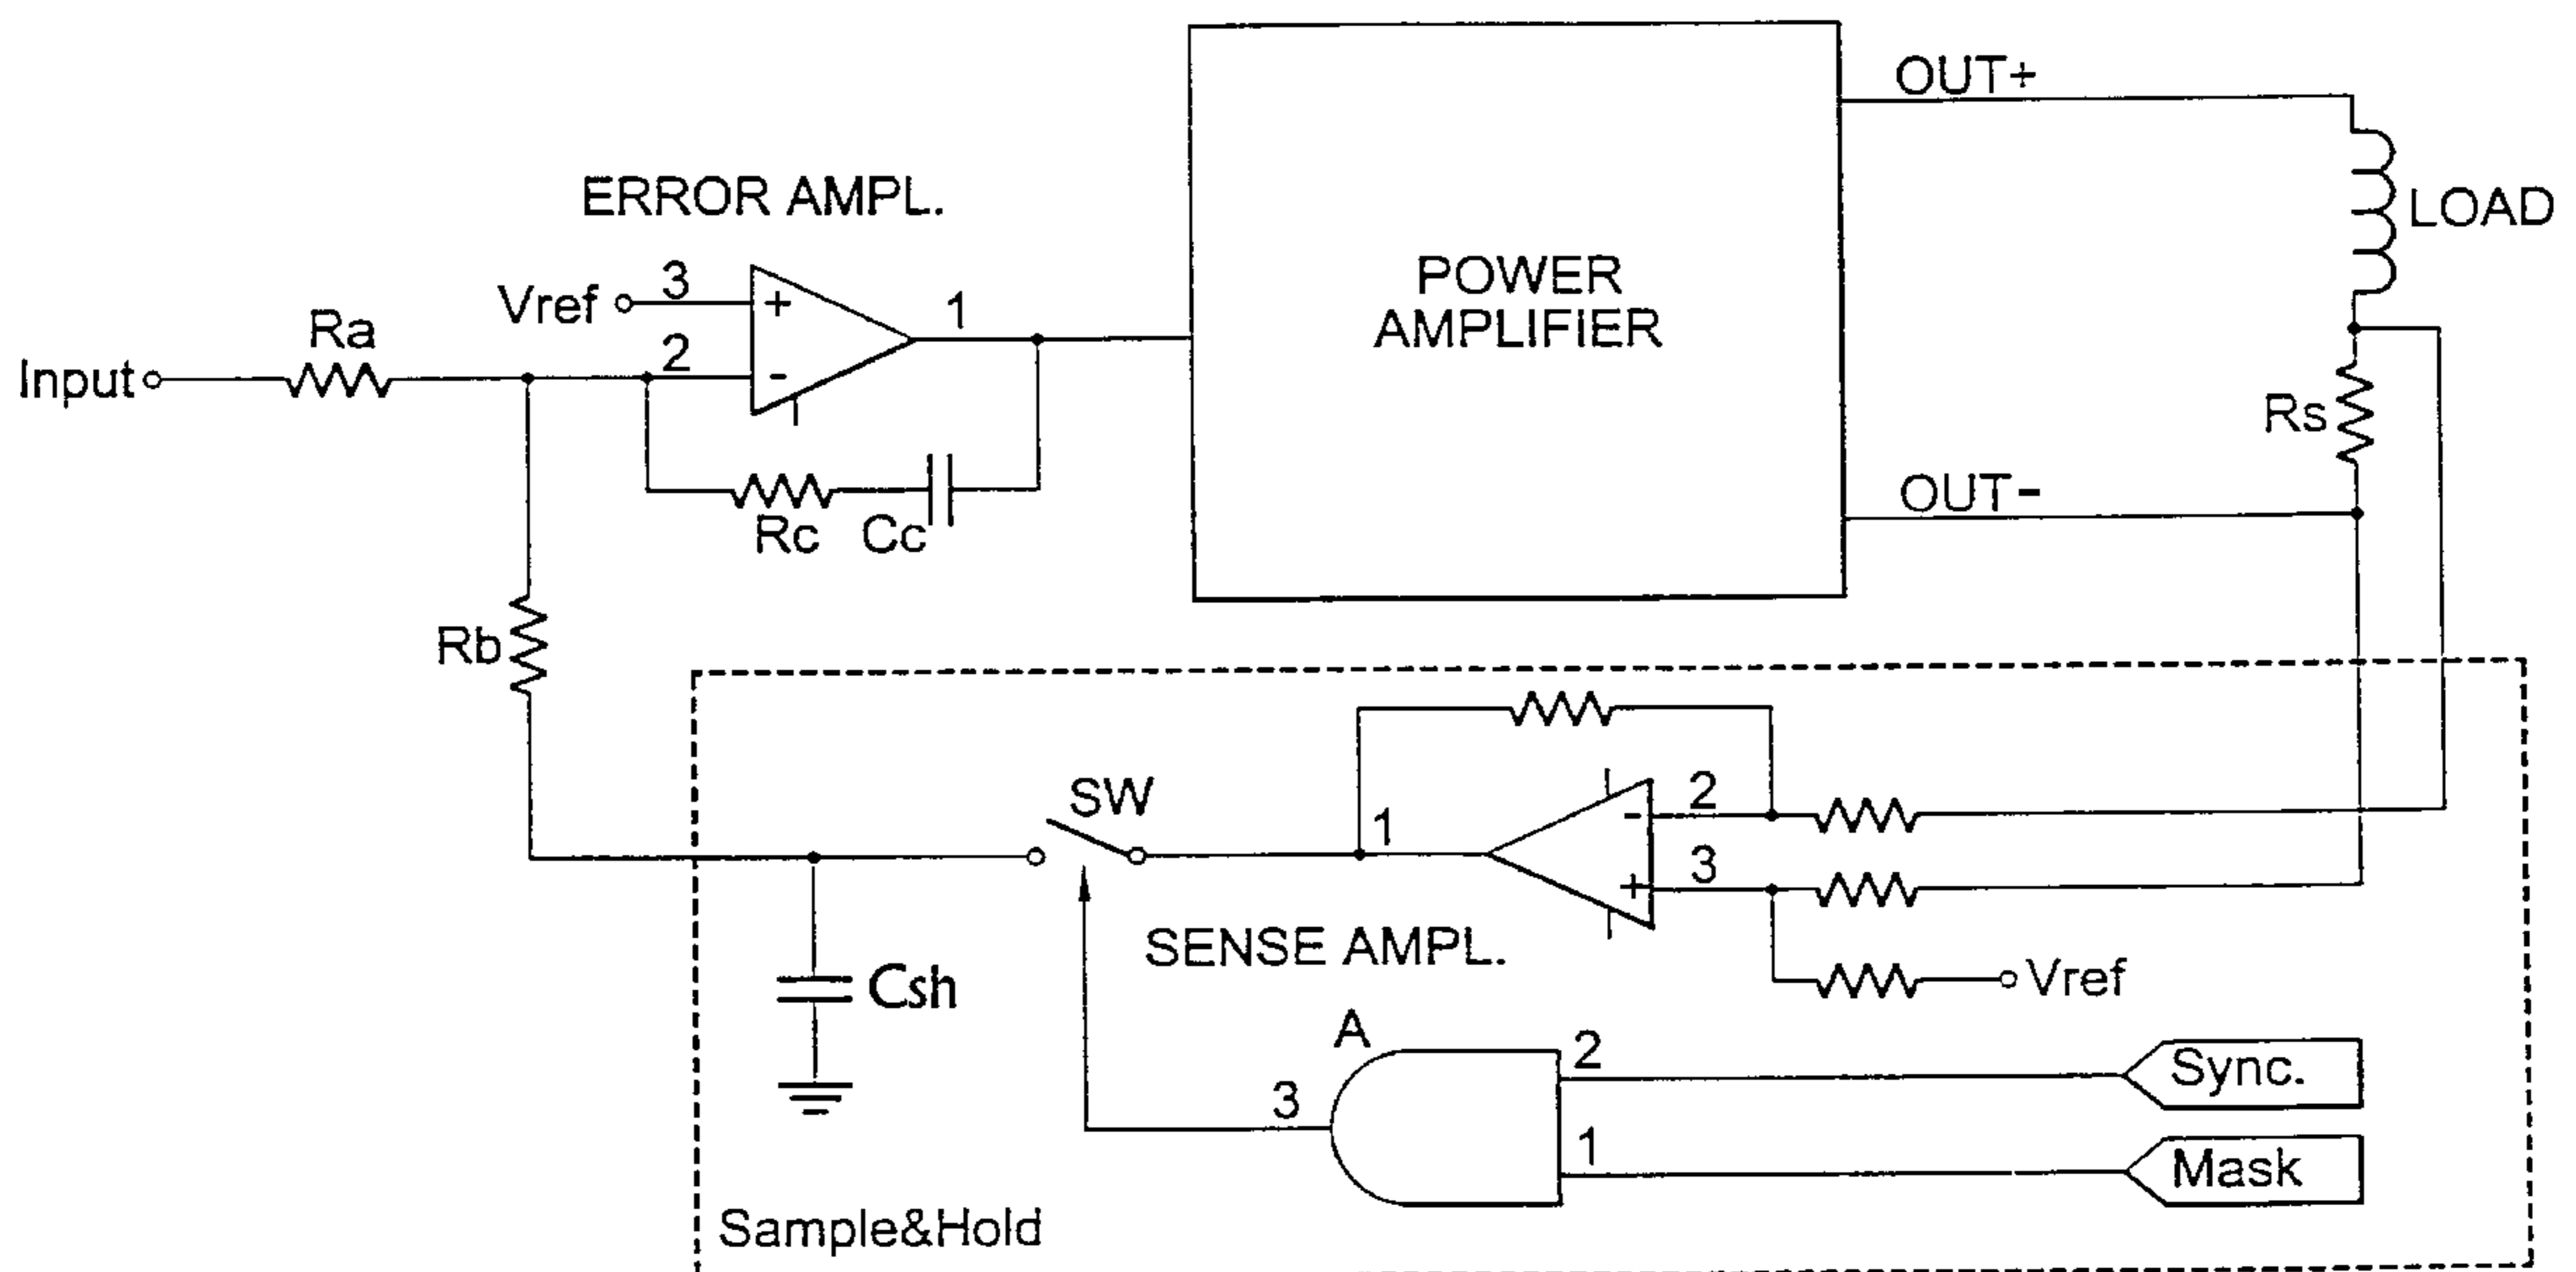 OUT+
ERROR AMPL.
LOAD
POWER
AMPLIFIER
Vref
3
+
1
Ra
2
-
Input
Rs
OUT-
Rc
Cc
Rb
SW
2
-
1
3
+
SENSE AMPL.
Vref
Csh
A
2
Sync.
3
1
Mask
Sample&Hold